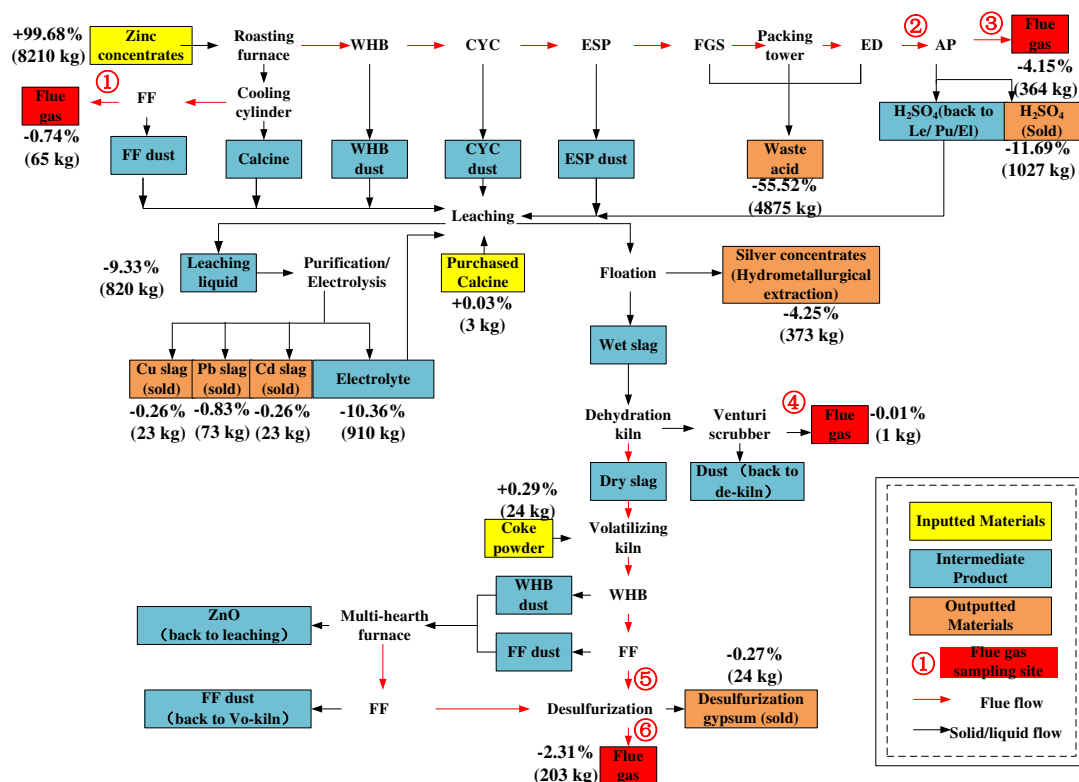 +99.68%
(8210 kg)
Zinc
concentrates
Roasting
furnace
WHB
CYC
ESP
FGS
Packing
tower
ED
②
AP
③
Flue
gas
-4.15%
(364 kg)
①
Flue
gas
-0.74%
(65 kg)
FF
Cooling
cylinder
FF dust
Calcine
WHB
dust
CYC
dust
ESP dust
Waste
acid
-55.52%
(4875 kg)
H₂SO₄(back to
Le/ Pu/El)
H₂SO₄
(Sold)
-11.69%
(1027 kg)
Leaching
-9.33%
(820 kg)
Leaching
liquid
Purification/
Electrolysis
Purchased
Calcine
+0.03%
(3 kg)
Floation
Silver concentrates
(Hydrometallurgical
extraction)
-4.25%
(373 kg)
Wet slag
Cu slag
(sold)
-0.26%
(23 kg)
Pb slag
(sold)
-0.83%
(73 kg)
Cd slag
(sold)
-0.26%
(23 kg)
Electrolyte
-10.36%
(910 kg)
Dehydration
kiln
Venturi
scrubber
④
Flue
gas
-0.01%
(1 kg)
Dry slag
Dust （back to
de-kiln）
+0.29%
(24 kg)
Coke
powder
Volatilizing
kiln
WHB
dust
WHB
ZnO
（back to leaching）
Multi-hearth
furnace
FF dust
FF
⑤
-0.27%
(24 kg)
FF dust
（back to Vo-kiln）
FF
Desulfurization
Desulfurization
gypsum (sold)
⑥
-2.31%
(203 kg)
Flue
gas
Inputted Materials
Intermediate
Product
Outputted
Materials
①
Flue gas
sampling site
Flue flow
Solid/liquid flow